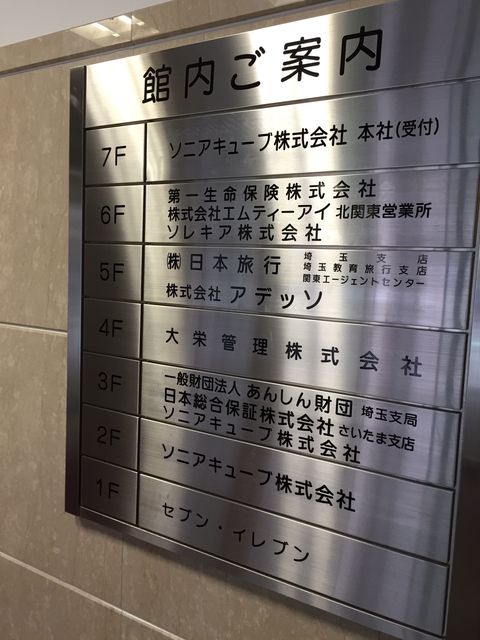 館内ご案内
7F ソニアキューブ株式会社 本社(受付)
6F 第一生命保険株式会社
株式会社エムティーアイ 北関東営業所
ソレキア株式会社
5F ㈱日本旅行 埼玉支店
埼玉教育旅行支店
関東エージェントセンター
株式会社 アデッソ
4F 大栄管理株式会社
3F 一般財団法人 あんしん財団 埼玉支局
日本総合保証株式会社 さいたま支店
ソニアキューブ株式会社
2F ソニアキューブ株式会社
1F セブン・イレブン